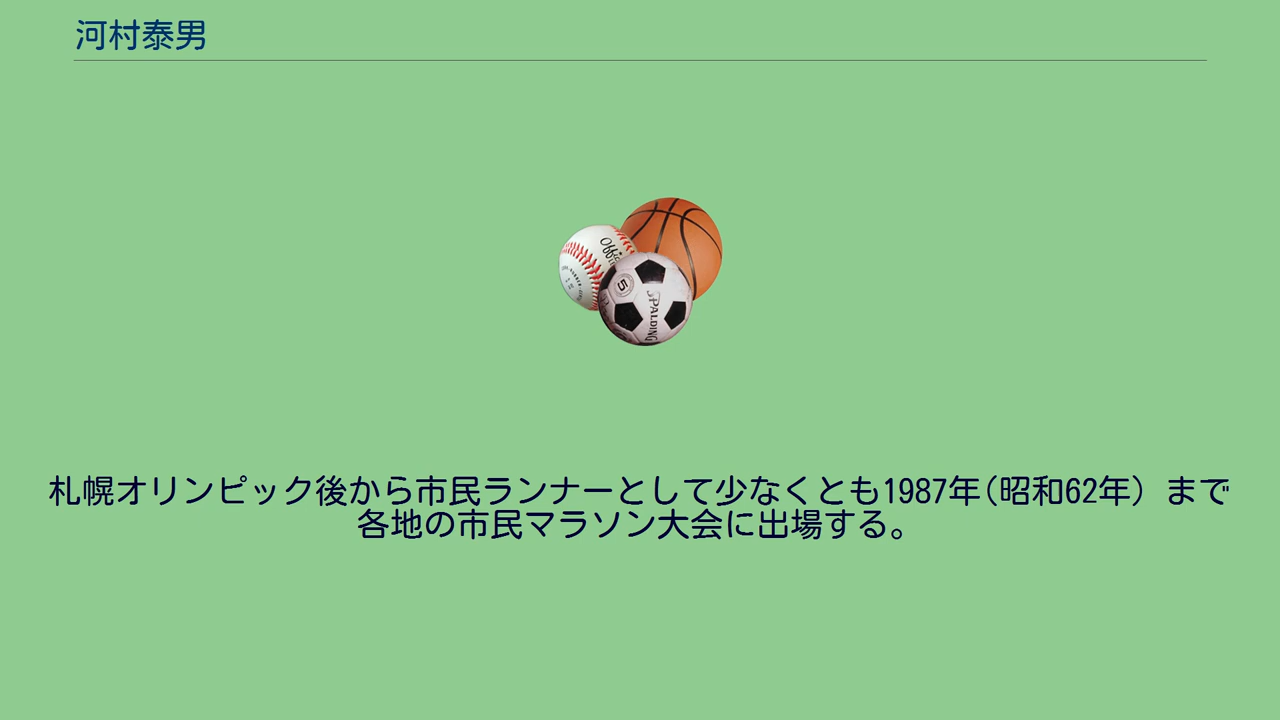 河村泰男
Offici
5
SPALDING
札幌オリンピック後から市民ランナーとして少なくとも1987年(昭和62年) まで
各地の市民マラソン大会に出場する。